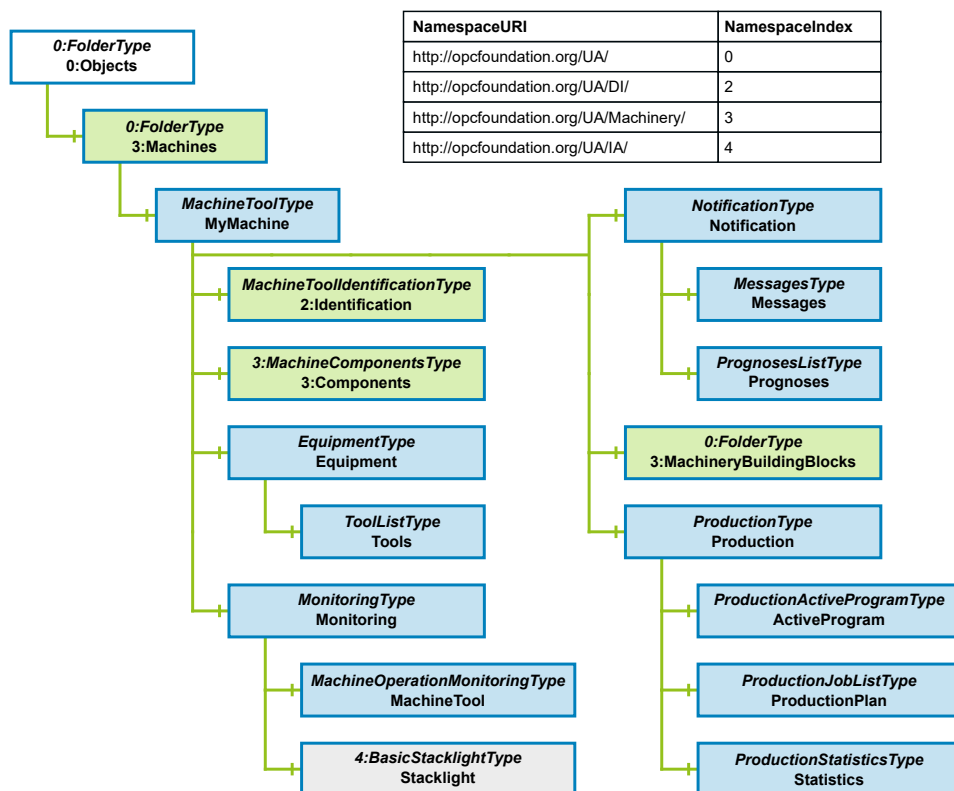 NamespaceURI NamespaceIndex
http://opcfoundation.org/UA/ 0
http://opcfoundation.org/UA/DI/ 2
http://opcfoundation.org/UA/Machinery/ 3
http://opcfoundation.org/UA/IA/ 4
0:FolderType
0:Objects
0:FolderType
3:Machines
MachineToolType
MyMachine
MachineToolIdentificationType
2:Identification
3:MachineComponentsType
3:Components
EquipmentType
Equipment
ToolListType
Tools
MonitoringType
Monitoring
MachineOperationMonitoringType
MachineTool
4:BasicStacklightType
Stacklight
NotificationType
Notification
MessagesType
Messages
PrognosesListType
Prognoses
0:FolderType
3:MachineryBuildingBlocks
ProductionType
Production
ProductionActiveProgramType
ActiveProgram
ProductionJobListType
ProductionPlan
ProductionStatisticsType
Statistics